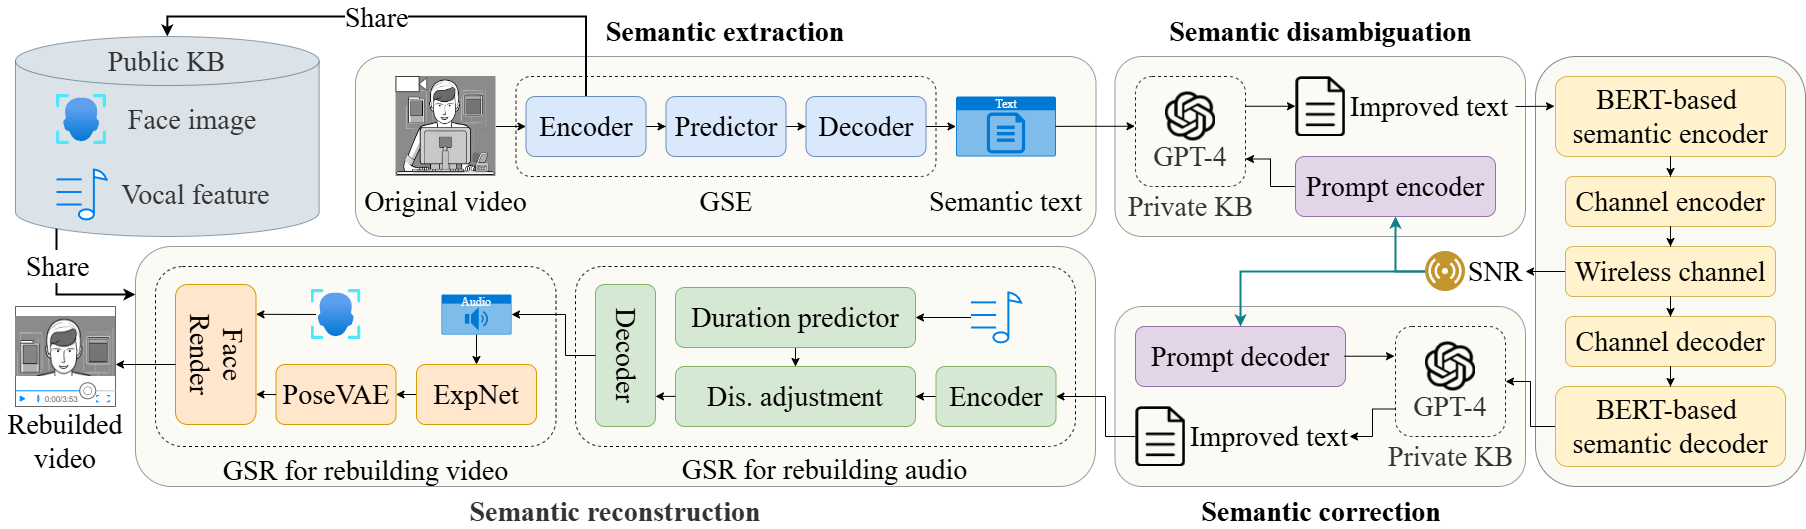 Share
Semantic extraction
Semantic disambiguation
Public KB
Face image
Vocal feature
Original video
Encoder
Predictor
Decoder
GSE
Text
Semantic text
GPT-4
Private KB
Improved text
Prompt encoder
BERT-based
semantic encoder
Channel encoder
Wireless channel
Channel decoder
BERT-based
semantic decoder
SNR
Share
Rebuilded
video
0:00/3:53
Face
Render
Audio
PoseVAE
ExpNet
GSR for rebuilding video
Decoder
Duration predictor
Dis. adjustment
Encoder
GSR for rebuilding audio
Semantic reconstruction
Prompt decoder
GPT-4
Private KB
Improved text
Semantic correction